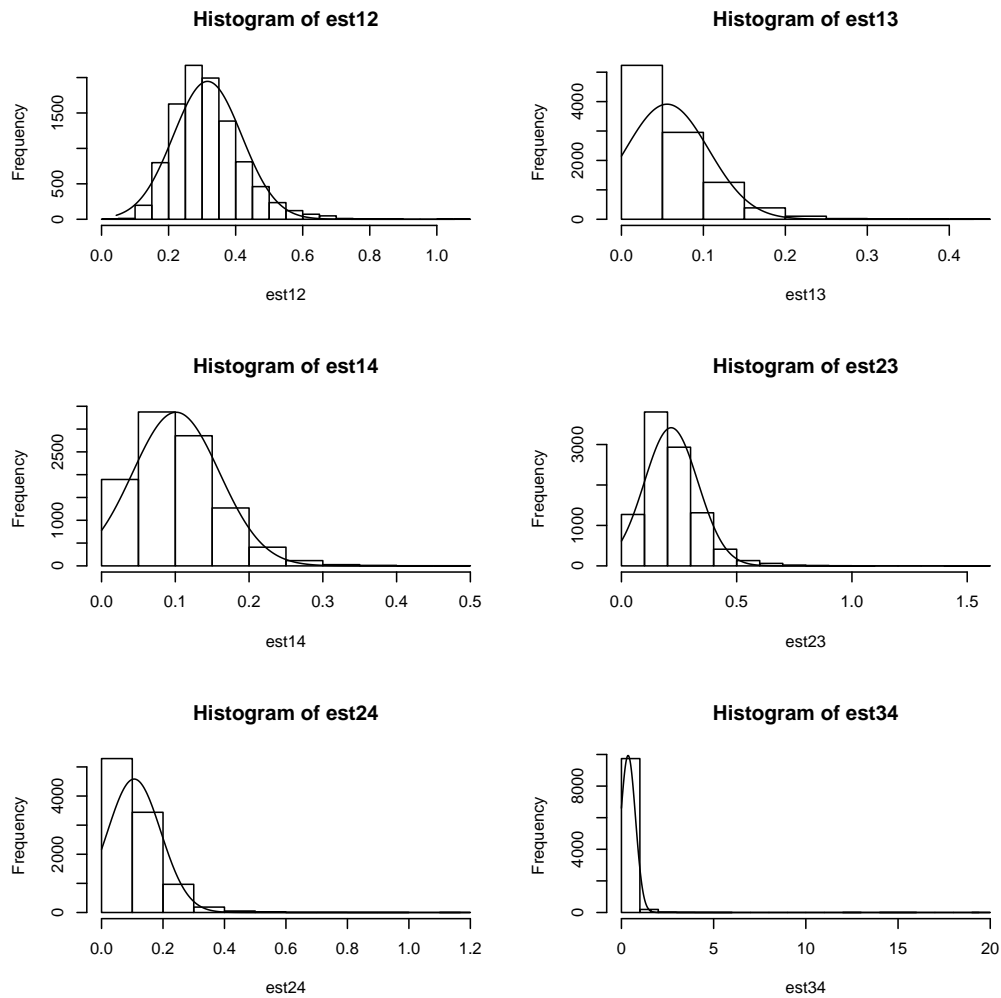 Histogram of est12
Frequency
0
500
1500
0.0 0.2 0.4 0.6 0.8 1.0
est12
Histogram of est13
Frequency
0
2000
4000
0.0 0.1 0.2 0.3 0.4
est13
Histogram of est14
Frequency
0
1000
2500
0.0 0.1 0.2 0.3 0.4 0.5
est14
Histogram of est23
Frequency
0
1000
3000
0.0 0.5 1.0 1.5
est23
Histogram of est24
Frequency
0
2000
4000
0.0 0.2 0.4 0.6 0.8 1.0 1.2
est24
Histogram of est34
Frequency
0
4000
8000
0 5 10 15 20
est34